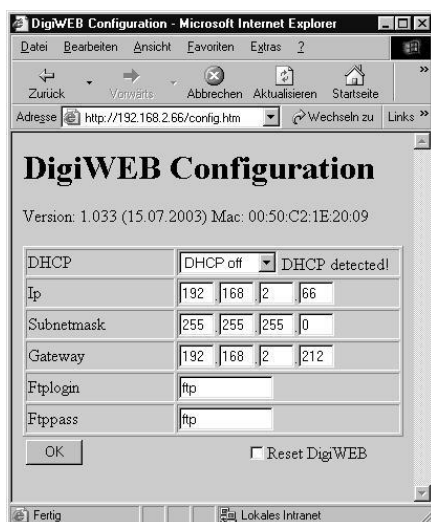 DigiWEB Configuration - Microsoft Internet Explorer
Datei Bearbeiten Ansicht Favoriten Extras ?
Zurück Vorwärts Abbrechen Aktualisieren Startseite »
Adresse http://192.168.2.66/config.htm Wechseln zu Links »
DigiWEB Configuration
Version: 1.033 (15.07.2003) Mac: 00:50:C2:1E:20:09
DHCP DHCP off DHCP detected!
Ip 192 . 168 . 2 . 66
Subnetmask 255 . 255 . 255 . 0
Gateway 192 . 168 . 2 . 212
Ftplogin ftp
Ftppass ftp
OK Reset DigiWEB
Fertig Lokales Intranet